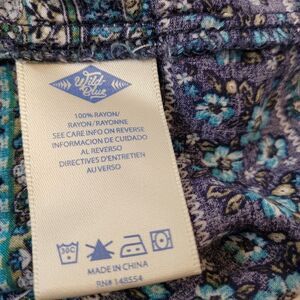 Wild
Blue
100% RAYON/
RAYON/RAYONNE
SEE CARE INFO ON REVERSE
INFORMACION DE CUIDADO
AL REVERSO
DIRECTIVES D'ENTRETIEN
AU VERSO
30C
MADE IN CHINA
RN# 148554